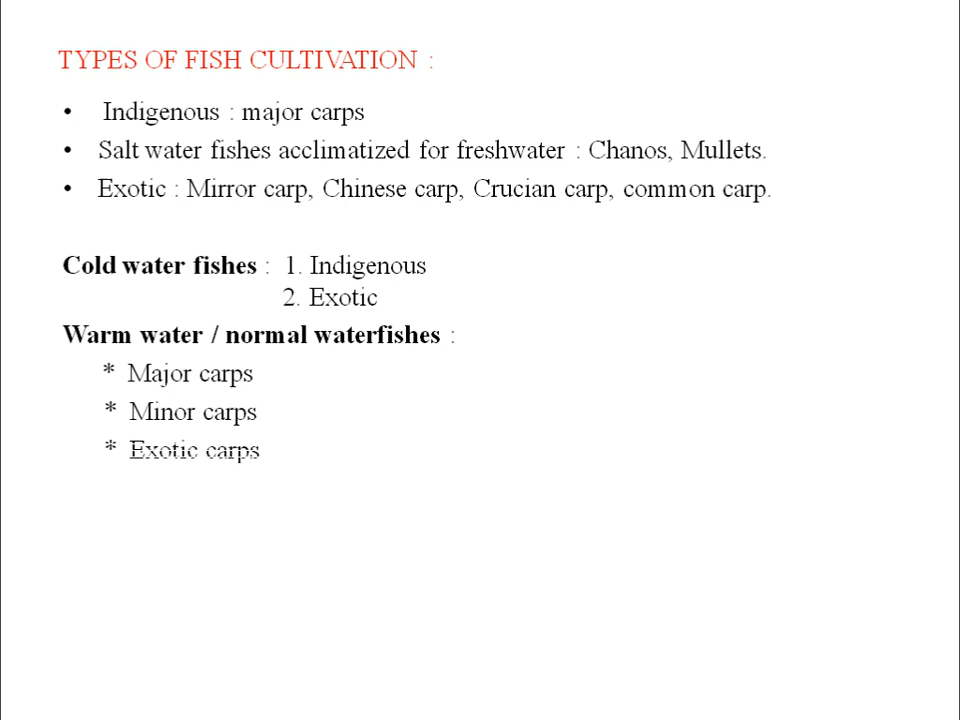 TYPES OF FISH CULTIVATION :
• Indigenous : major carps
• Salt water fishes acclimatized for freshwater : Chanos, Mullets.
• Exotic : Mirror carp, Chinese carp, Crucian carp, common carp.
Cold water fishes : 1. Indigenous
2. Exotic
Warm water / normal waterfishes :
* Major carps
* Minor carps
* Exotic carps